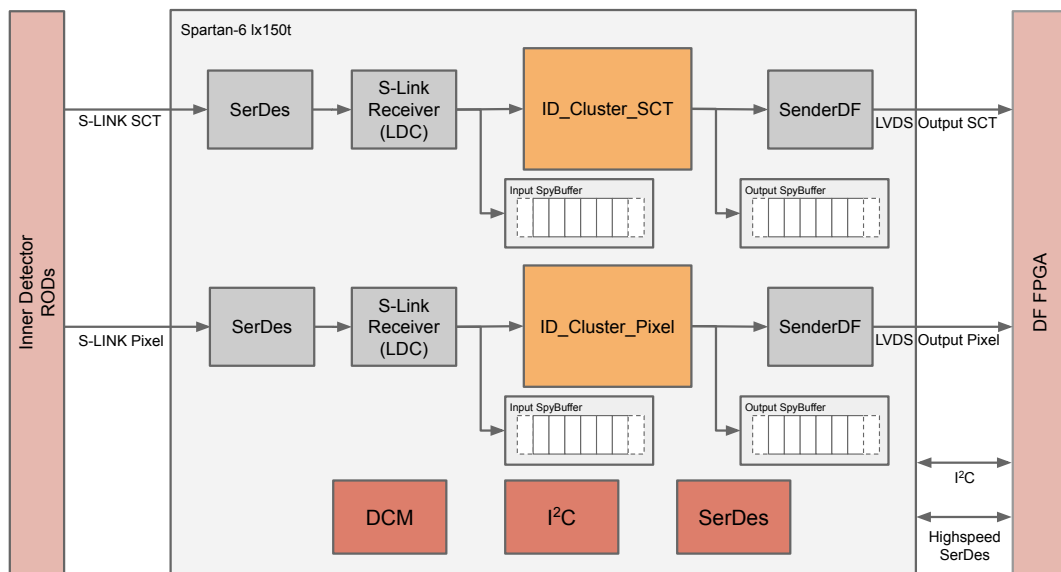 Spartan-6 lx150t
Inner Detector
RODs
S-LINK SCT
SerDes
S-Link
Receiver
(LDC)
ID_Cluster_SCT
SenderDF
LVDS Output SCT
Input SpyBuffer
Output SpyBuffer
S-LINK Pixel
SerDes
S-Link
Receiver
(LDC)
ID_Cluster_Pixel
SenderDF
LVDS Output Pixel
Input SpyBuffer
Output SpyBuffer
DCM
I²C
SerDes
I²C
Highspeed
SerDes
DF FPGA